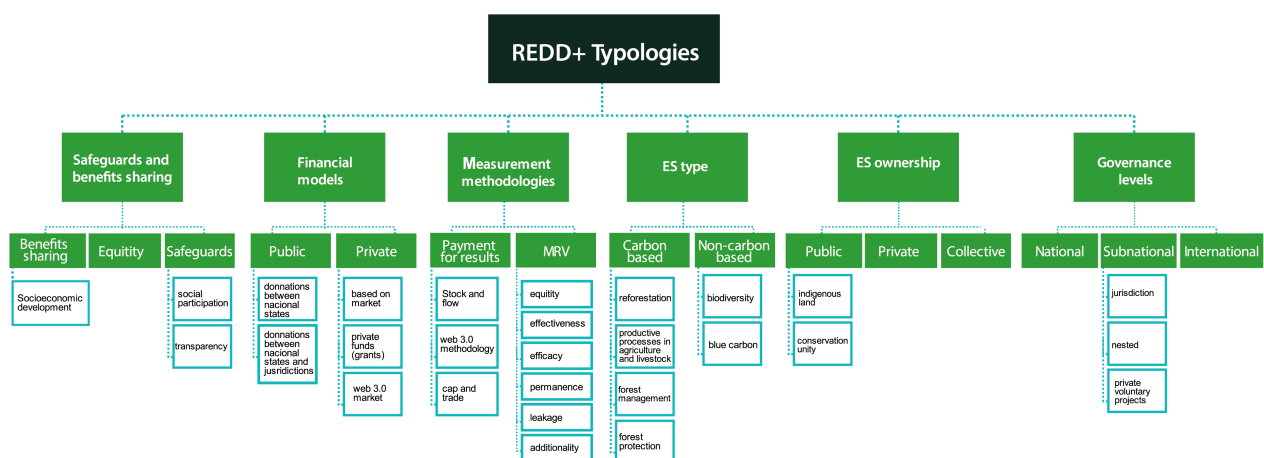 REDD+ Typologies
Safeguards and
benefits sharing
Financial
models
Measurement
methodologies
ES type
ES ownership
Governance
levels
Benefits
sharing
Equitity
Safeguards
Public
Private
Payment
for results
MRV
Carbon
based
Non-carbon
based
Public
Private
Collective
National
Subnational
International
Socioeconomic
development
social
participation
transparency
donnations
between
nacional
states
donnations
between
nacional
states and
jusridictions
based on
market
private
funds
(grants)
web 3.0
market
Stock and
flow
web 3.0
methodology
cap and
trade
equitity
effectiveness
efficacy
permanence
leakage
additionality
reforestation
productive
processes in
agriculture
and livestock
forest
management
forest
protection
biodiversity
blue carbon
indigenous
land
conservation
unity
jurisdiction
nested
private
voluntary
projects